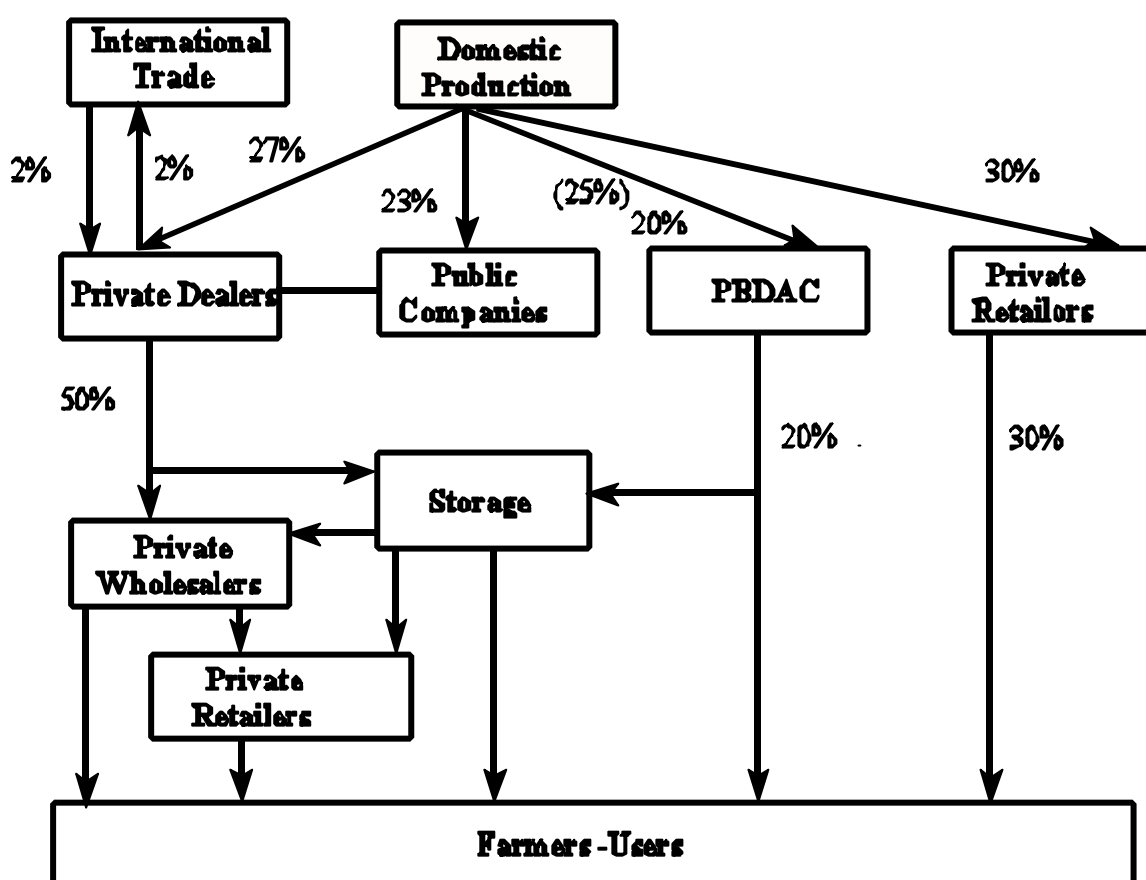 International
Trade
Domestic
Production
2%
2%
27%
23%
(25%)
20%
30%
Private Dealers
Public
Companies
PBDAC
Private
Retailors
50%
20%
30%
Storage
Private
Wholesalers
Private
Retailers
Farmers-Users